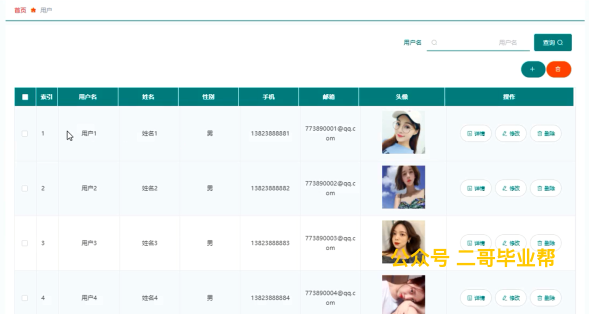 首页 用户
用户名 用户名 查询
索引 用户名 姓名 性别 手机 邮箱 头像 操作
1 用户1 姓名1 男 13823888881 773890001@qq.c
om 详情 修改 删除
2 用户2 姓名2 男 13823888882 773890002@qq.c
om 详情 修改 删除
3 用户3 姓名3 男 13823888883 773890003@qq.c
om 详情 修改 删除
公众号 二哥毕业帮
4 用户4 姓名4 男 13823888884 773890004@qq.c
om 详情 修改 删除